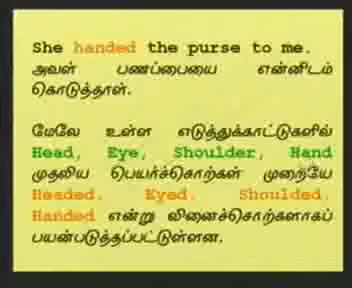 She handed the purse to me.
அவள் பணப்பையை என்னிடம்
கொடுத்தாள்.
மேலே உள்ள எடுத்துக்காட்டுகளில்
Head, Eye, Shoulder, Hand
முதலிய பெயர்ச்சொற்கள் முறையே
Headed. Eyed. Shoulded.
Handed என்று வினைச்சொற்களாகப்
பயன்படுத்தப்பட்டுள்ளன.